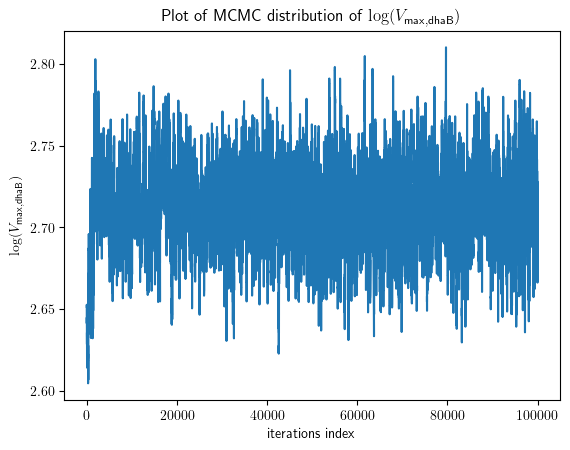 Plot of MCMC distribution of log(V_max,dhaB)
log(V_max,dhaB)
2.80
2.75
2.70
2.65
2.60
0 20000 40000 60000 80000 100000
iterations index